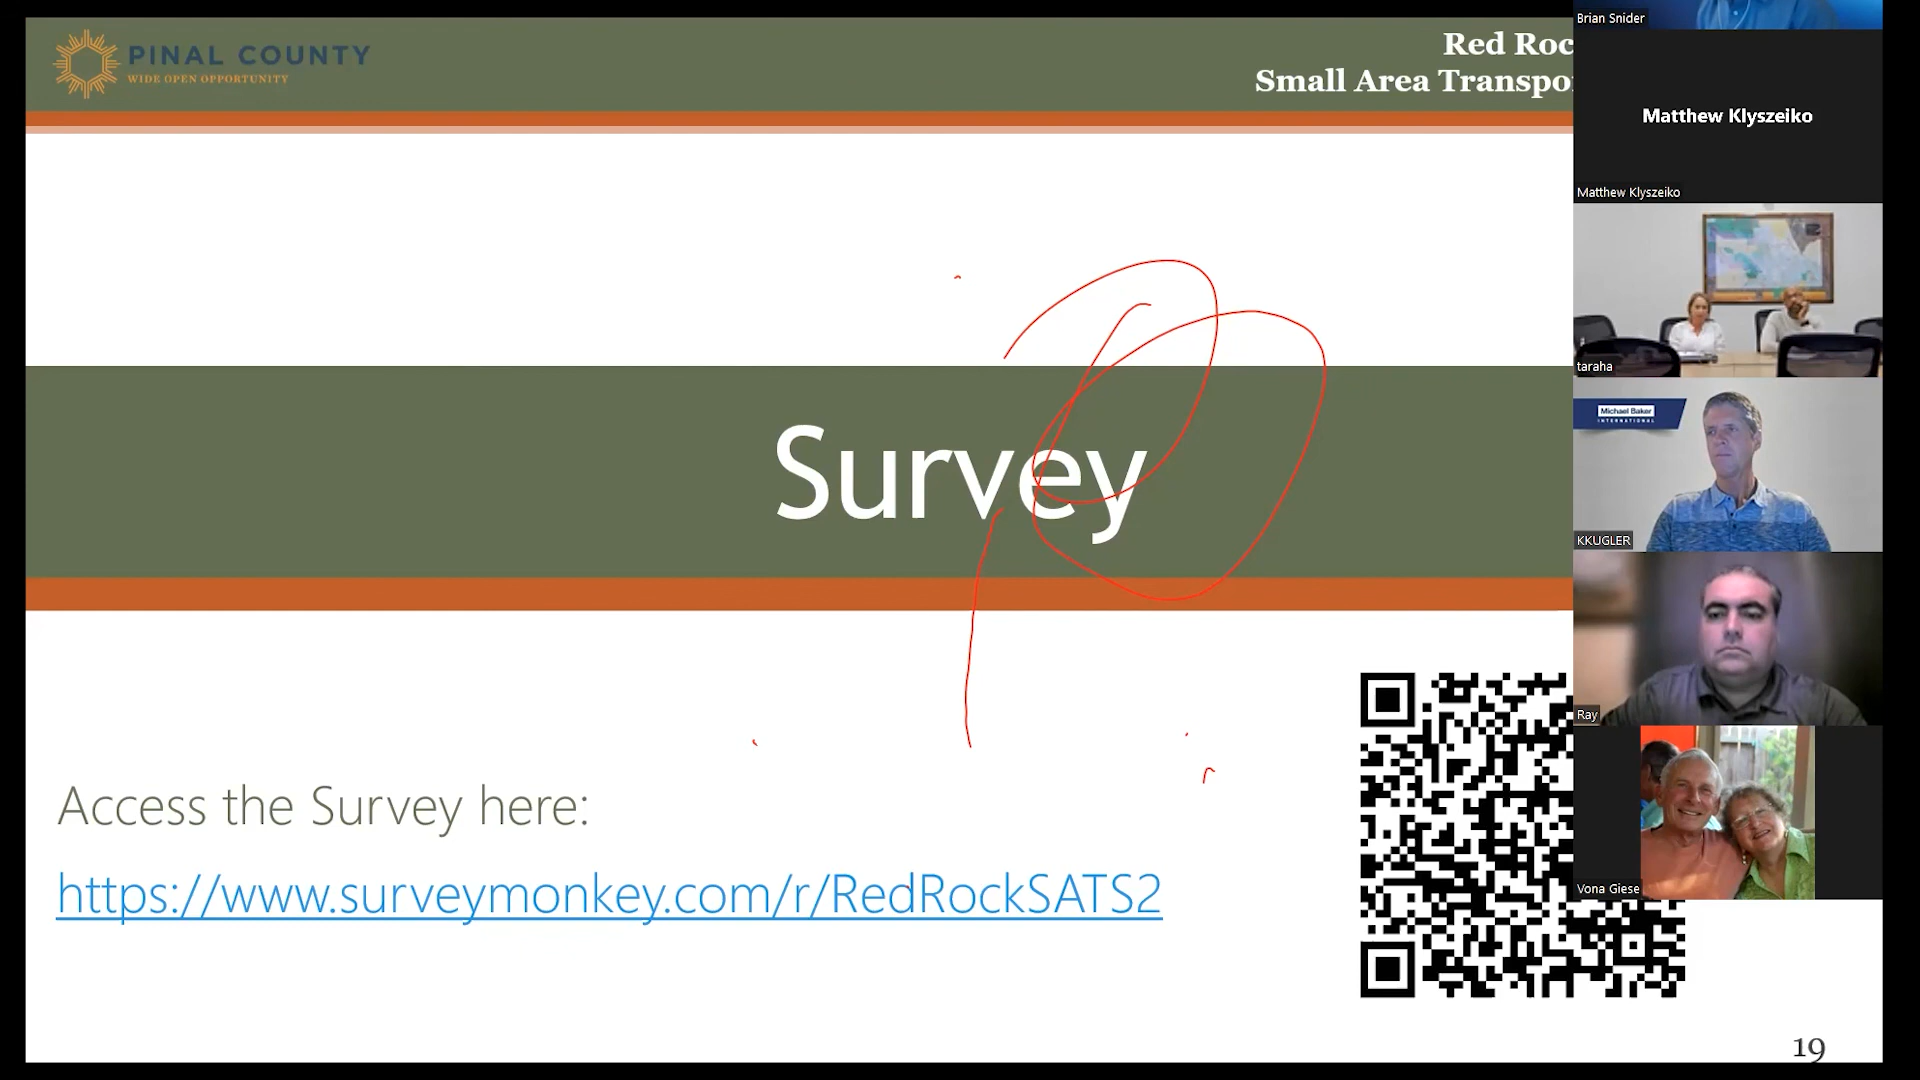 PINAL COUNTY
WIDE OPEN OPPORTUNITY
Red Roc
Small Area Transpo
Survey
Access the Survey here:
https://www.surveymonkey.com/r/RedRockSATS2
19
Brian Snider
Matthew Klyszeiko
Matthew Klyszeiko
taraha
Michael Baker
INTERNATIONAL
KKUGLER
Ray
Vona Giese